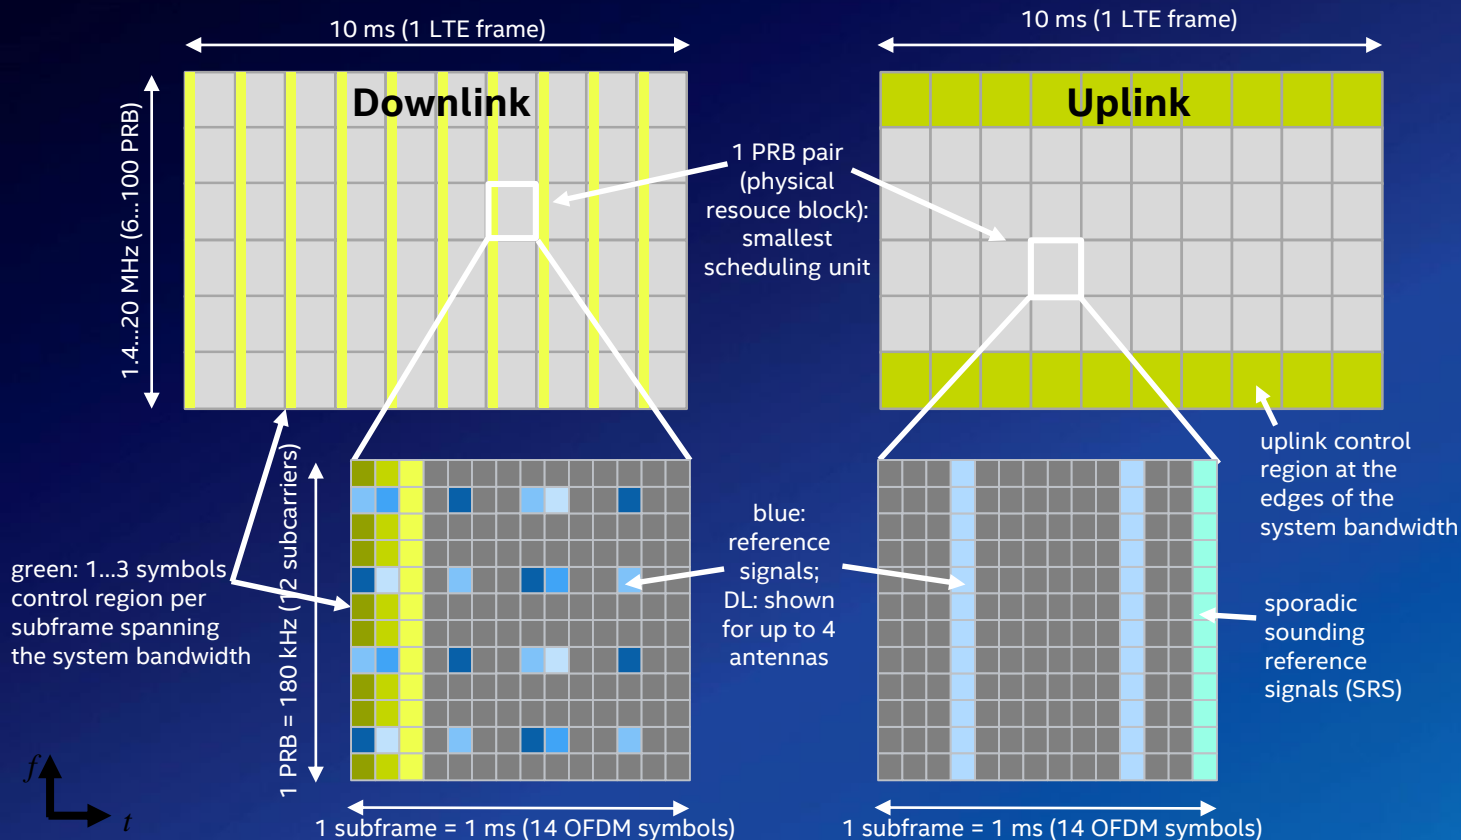 10 ms (1 LTE frame)
10 ms (1 LTE frame)
Downlink
Uplink
1.4...20 MHz (6...100 PRB)
1 PRB pair
(physical
resouce block):
smallest
scheduling unit
uplink control
region at the
edges of the
system bandwidth
green: 1...3 symbols
control region per
subframe spanning
the system bandwidth
1 PRB = 180 kHz (12 subcarriers)
blue:
reference
signals;
DL: shown
for up to 4
antennas
sporadic
sounding
reference
signals (SRS)
f
t
1 subframe = 1 ms (14 OFDM symbols)
1 subframe = 1 ms (14 OFDM symbols)